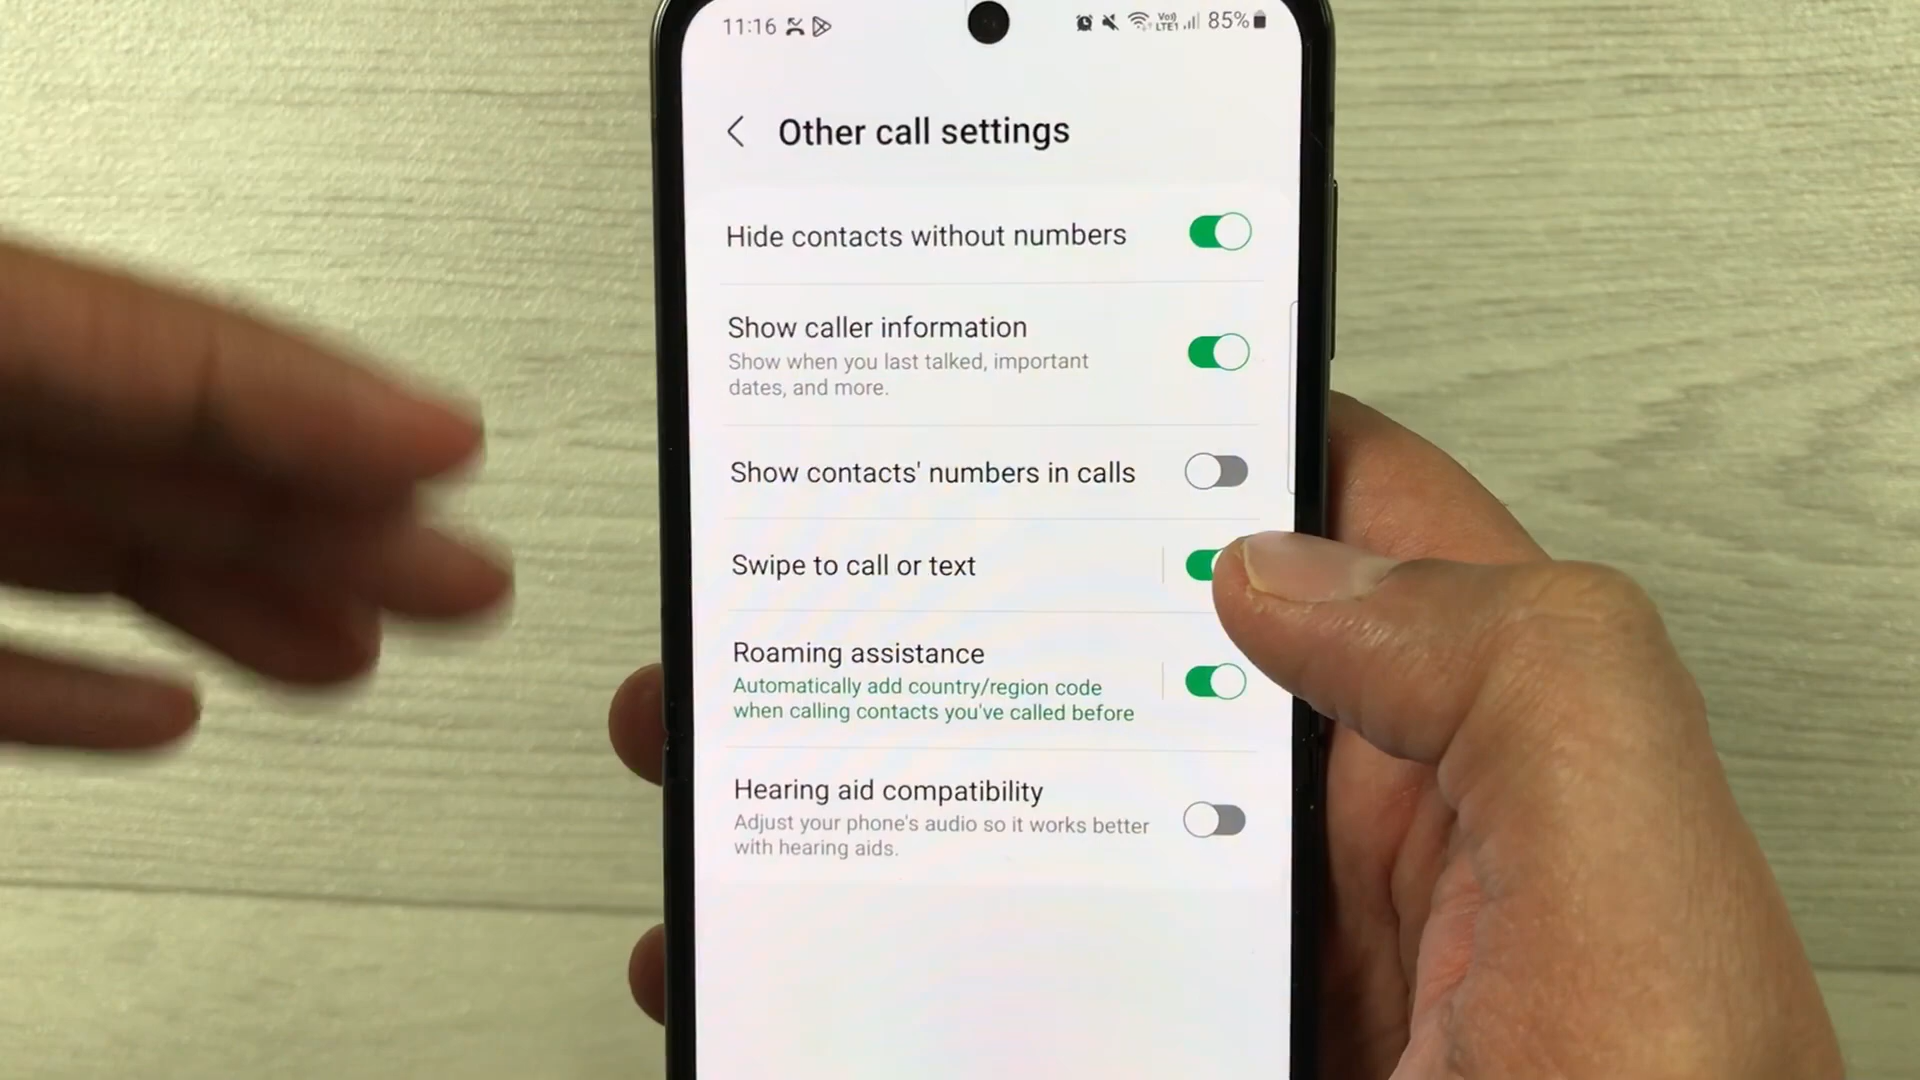 11:16 Vo) LTE1 85%
Other call settings
Hide contacts without numbers
Show caller information
Show when you last talked, important
dates, and more.
Show contacts' numbers in calls
Swipe to call or text
Roaming assistance
Automatically add country/region code
when calling contacts you've called before
Hearing aid compatibility
Adjust your phone's audio so it works better
with hearing aids.